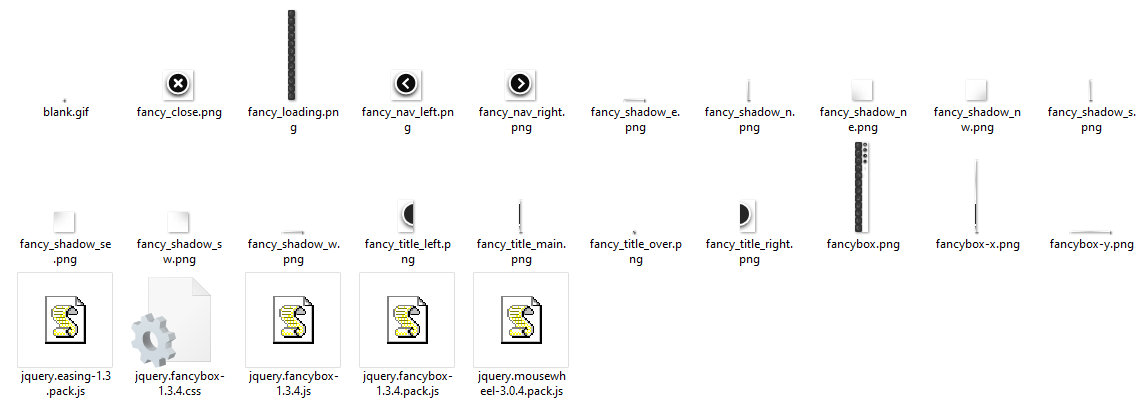 blank.gif
fancy_close.png
fancy_loading.pn
g
fancy_nav_left.pn
g
fancy_nav_right.
png
fancy_shadow_e.
png
fancy_shadow_n.
png
fancy_shadow_n
e.png
fancy_shadow_n
w.png
fancy_shadow_s.
png
fancy_shadow_se
.png
fancy_shadow_s
w.png
fancy_shadow_w.
png
fancy_title_left.p
ng
fancy_title_main.
png
fancy_title_over.p
ng
fancy_title_right.
png
fancybox.png
fancybox-x.png
fancybox-y.png
jquery.easing-1.3
.pack.js
jquery.fancybox-
1.3.4.css
jquery.fancybox-
1.3.4.js
jquery.fancybox-
1.3.4.pack.js
jquery.mousewh
eel-3.0.4.pack.js